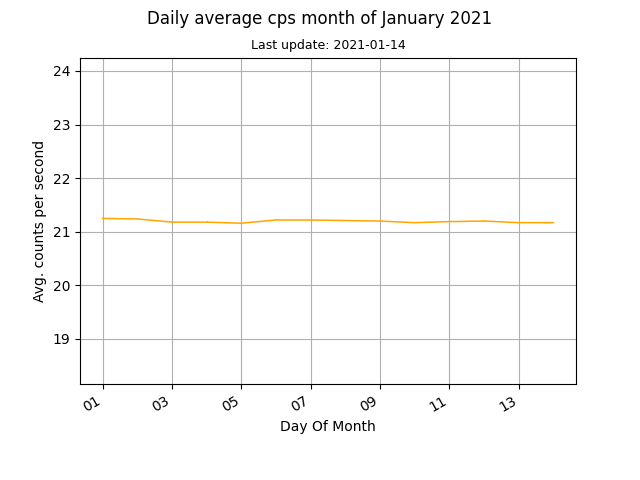 Daily average cps month of January 2021
Last update: 2021-01-14
24
23
22
21
20
19
Avg. counts per second
01 03 05 07 09 11 13
Day Of Month